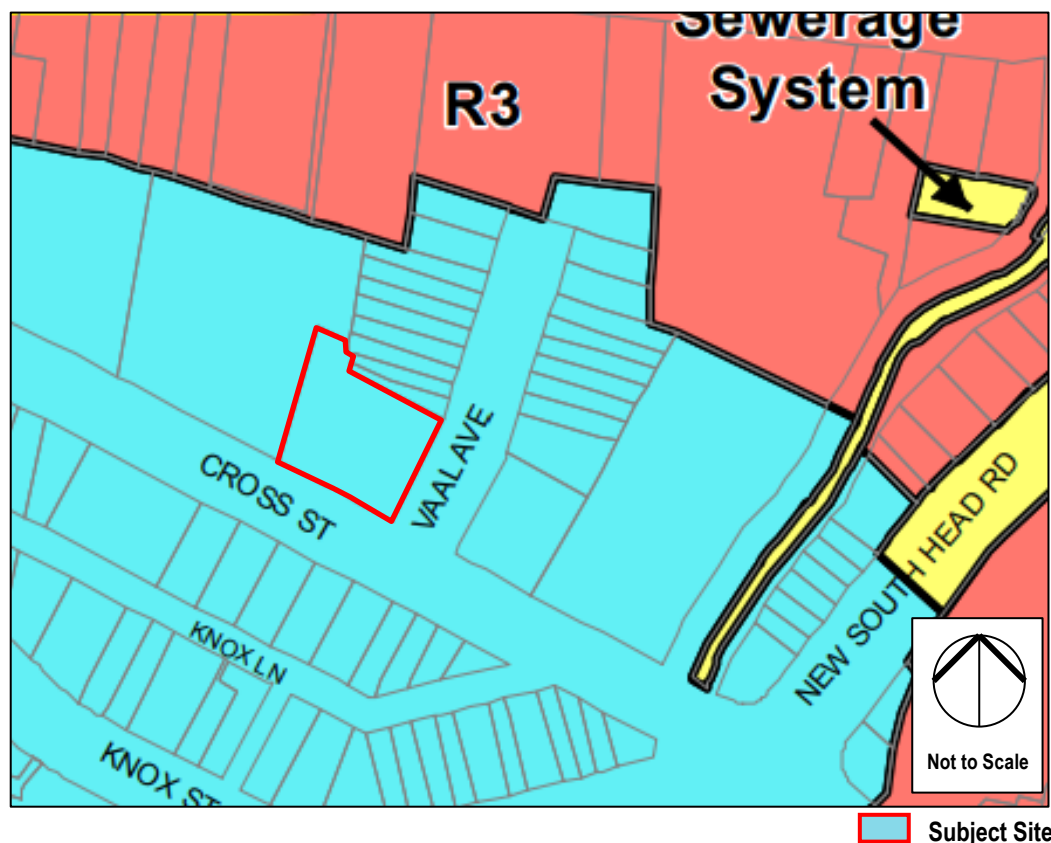 Sewerage
System
R3
VAAL AVE
CROSS ST
KNOX LN
KNOX ST
NEW SOUTH HEAD RD
Not to Scale
Subject Site